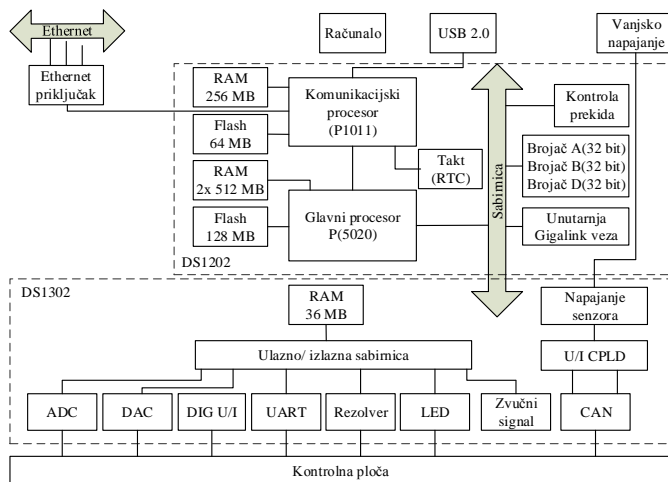 Ethernet
Računalo
USB 2.0
Vanjsko
napajanje
Ethernet
priključak
RAM
256 MB
Komunikacijski
procesor
(P1011)
Kontrola
prekida
Flash
64 MB
Takt
(RTC)
Sabirnica
Brojač A(32 bit)
Brojač B(32 bit)
Brojač D(32 bit)
RAM
2x 512 MB
Glavni procesor
P(5020)
Flash
128 MB
Unutarnja
Gigalink veza
DS1202
DS1302
RAM
36 MB
Napajanje
senzora
Ulazno/ izlazna sabirnica
U/I CPLD
ADC
DAC
DIG U/I
UART
Rezolver
LED
Zvučni
signal
CAN
Kontrolna ploča